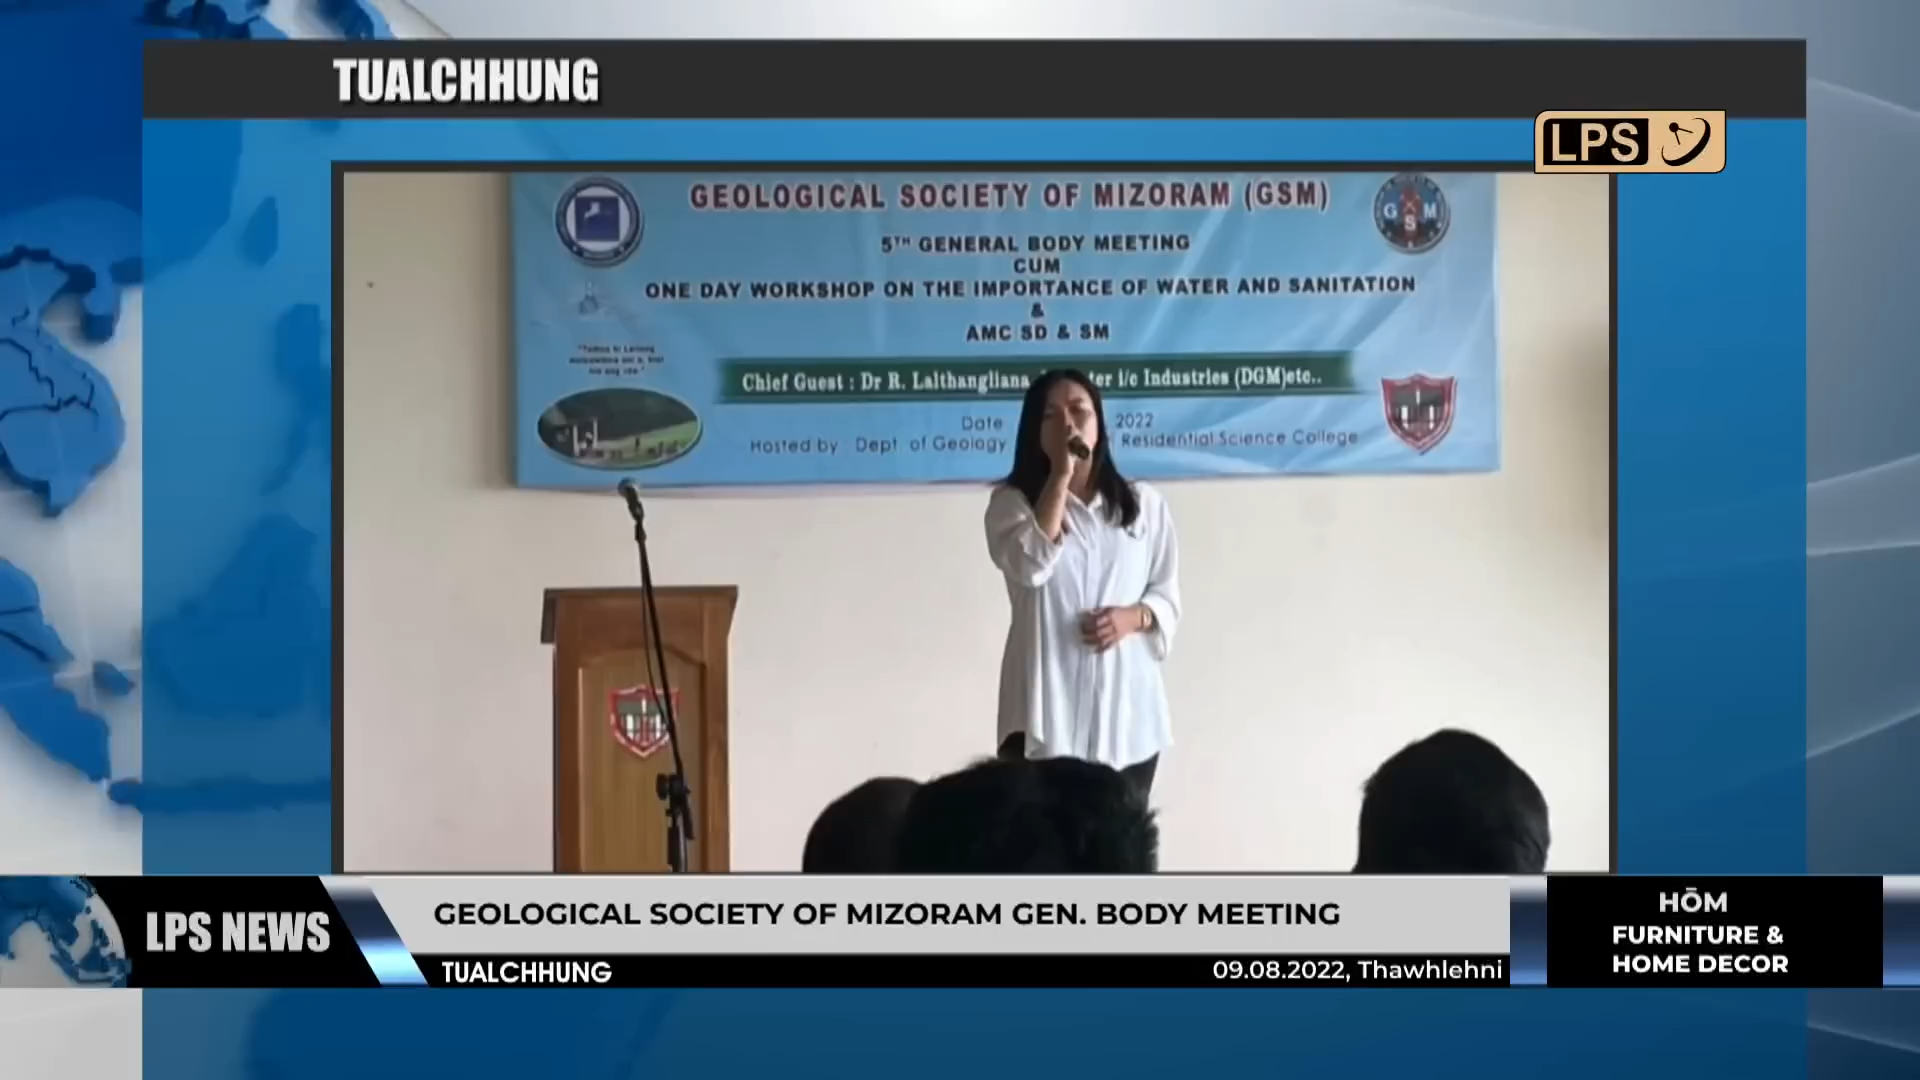 TUALCHHUNG
LPS
GEOLOGICAL SOCIETY OF MIZORAM (GSM)
5TH GENERAL BODY MEETING
CUM
ONE DAY WORKSHOP ON THE IMPORTANCE OF WATER AND SANITATION
&
AMC SD & SM
G S M
Chief Guest : Dr R. Lalthangliana i/c Industries (DGM)etc..
Date 2022
Hosted by Dept. of Geology Residential Science College
LPS NEWS
GEOLOGICAL SOCIETY OF MIZORAM GEN. BODY MEETING
TUALCHHUNG
09.08.2022, Thawhlehni
HŌM
FURNITURE &
HOME DECOR